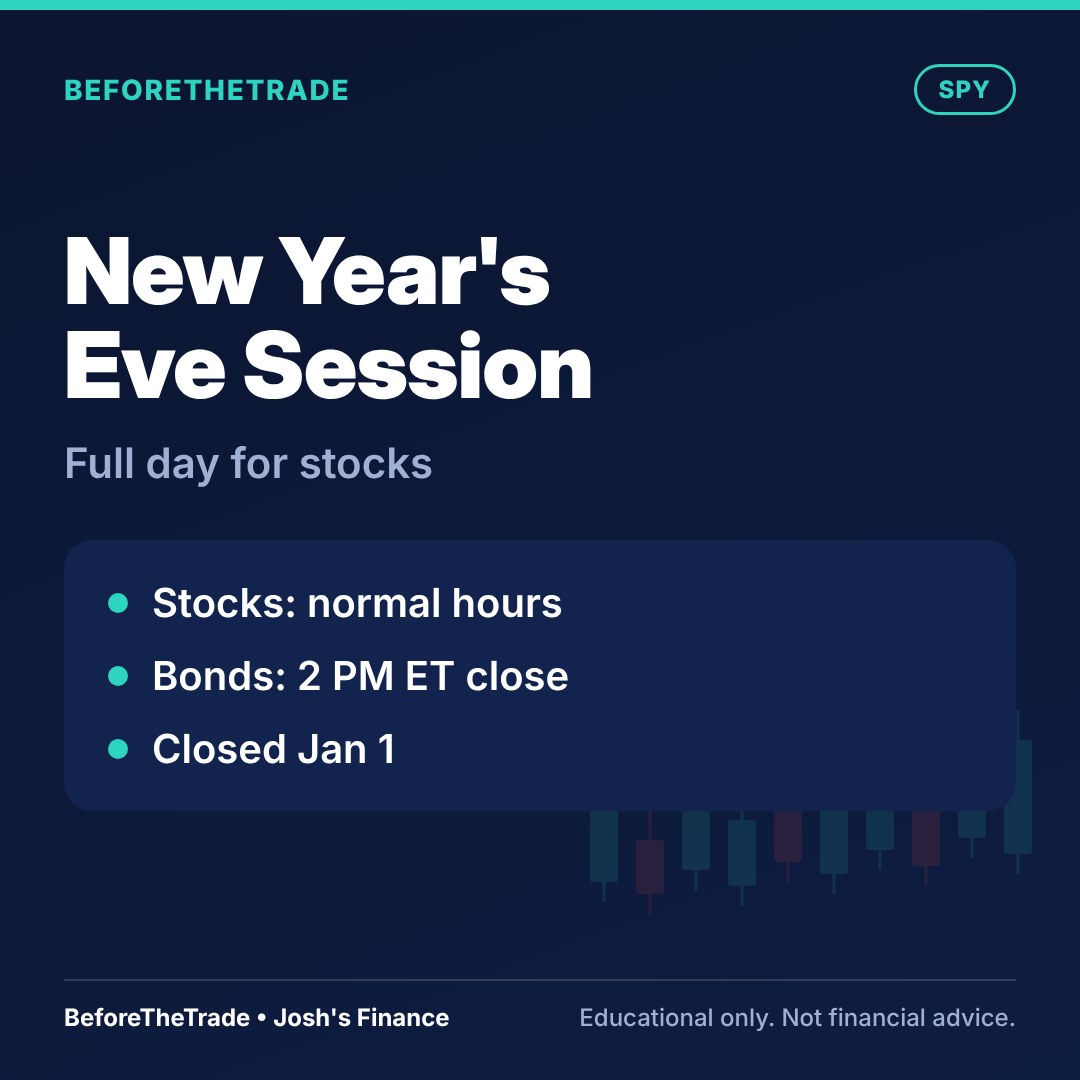 BEFORETHETRADE
SPY
New Year's
Eve Session
Full day for stocks
Stocks: normal hours
Bonds: 2 PM ET close
Closed Jan 1
BeforeTheTrade • Josh's Finance
Educational only. Not financial advice.